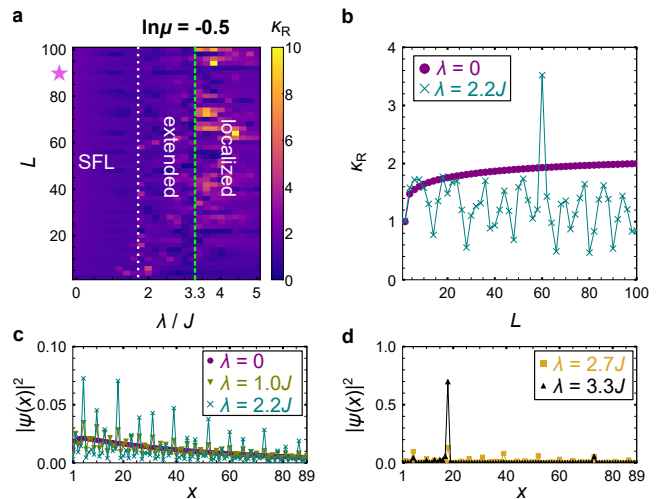 a
lnμ = -0.5
κR
L
100
80
60
40
20
SFL
extended
localized
0
2
3.3
4
5
λ / J
10
8
6
4
2
0
b
κR
4
3
2
1
0
λ = 0
λ = 2.2J
20
40
60
80
100
L
c
|ψ(x)|²
0.10
0.05
0.00
λ = 0
λ = 1.0J
λ = 2.2J
1
20
40
60
80
89
x
d
|ψ(x)|²
1.0
0.5
0.0
λ = 2.7J
λ = 3.3J
1
20
40
60
80
89
x